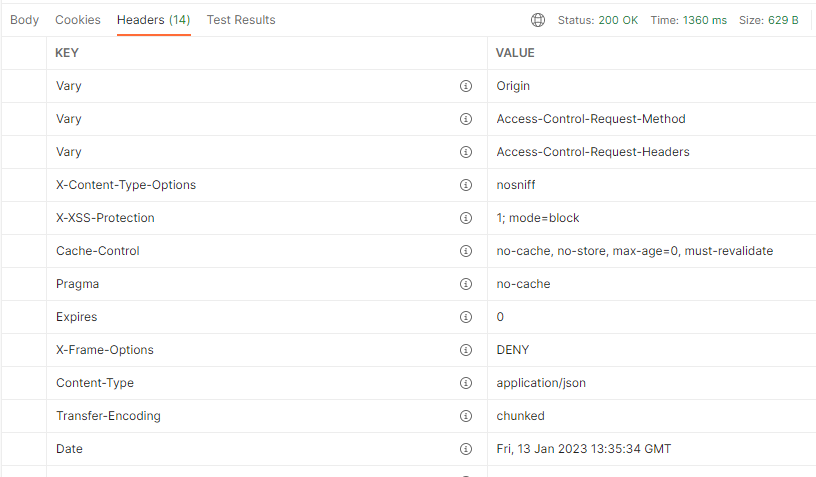 Body Cookies Headers (14) Test Results Status: 200 OK Time: 1360 ms Size: 629 B
KEY VALUE
Vary Origin
Vary Access-Control-Request-Method
Vary Access-Control-Request-Headers
X-Content-Type-Options nosniff
X-XSS-Protection 1; mode=block
Cache-Control no-cache, no-store, max-age=0, must-revalidate
Pragma no-cache
Expires 0
X-Frame-Options DENY
Content-Type application/json
Transfer-Encoding chunked
Date Fri, 13 Jan 2023 13:35:34 GMT